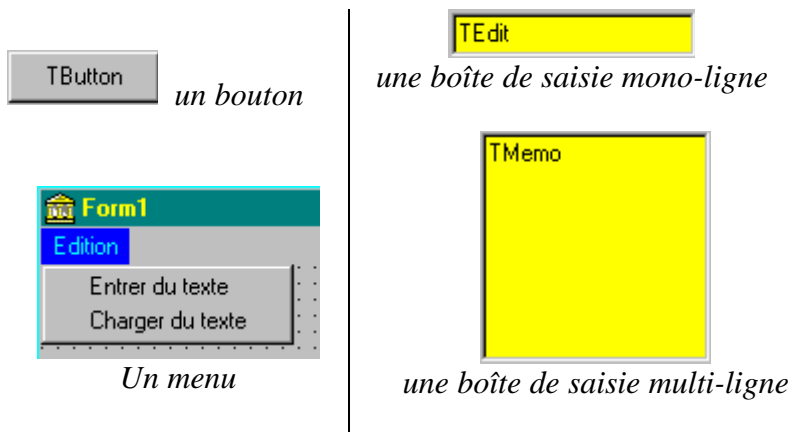 TButton
un bouton
Form1
Edition
Entrer du texte
Charger du texte
Un menu
TEdit
une boîte de saisie mono-ligne
TMemo
une boîte de saisie multi-ligne